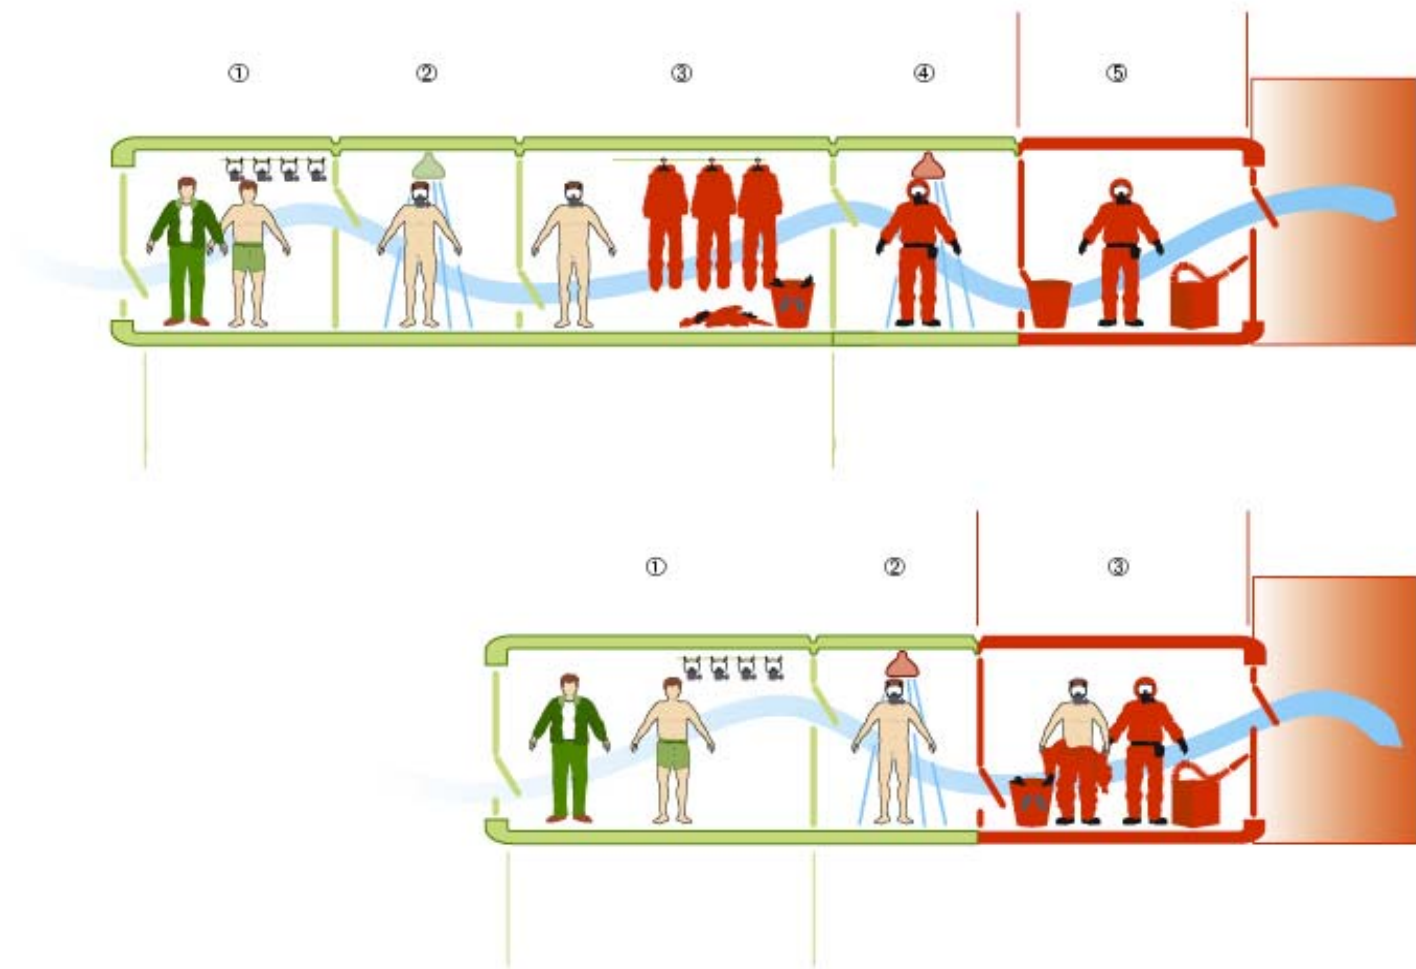 ① ② ③ ④ ⑤
① ② ③